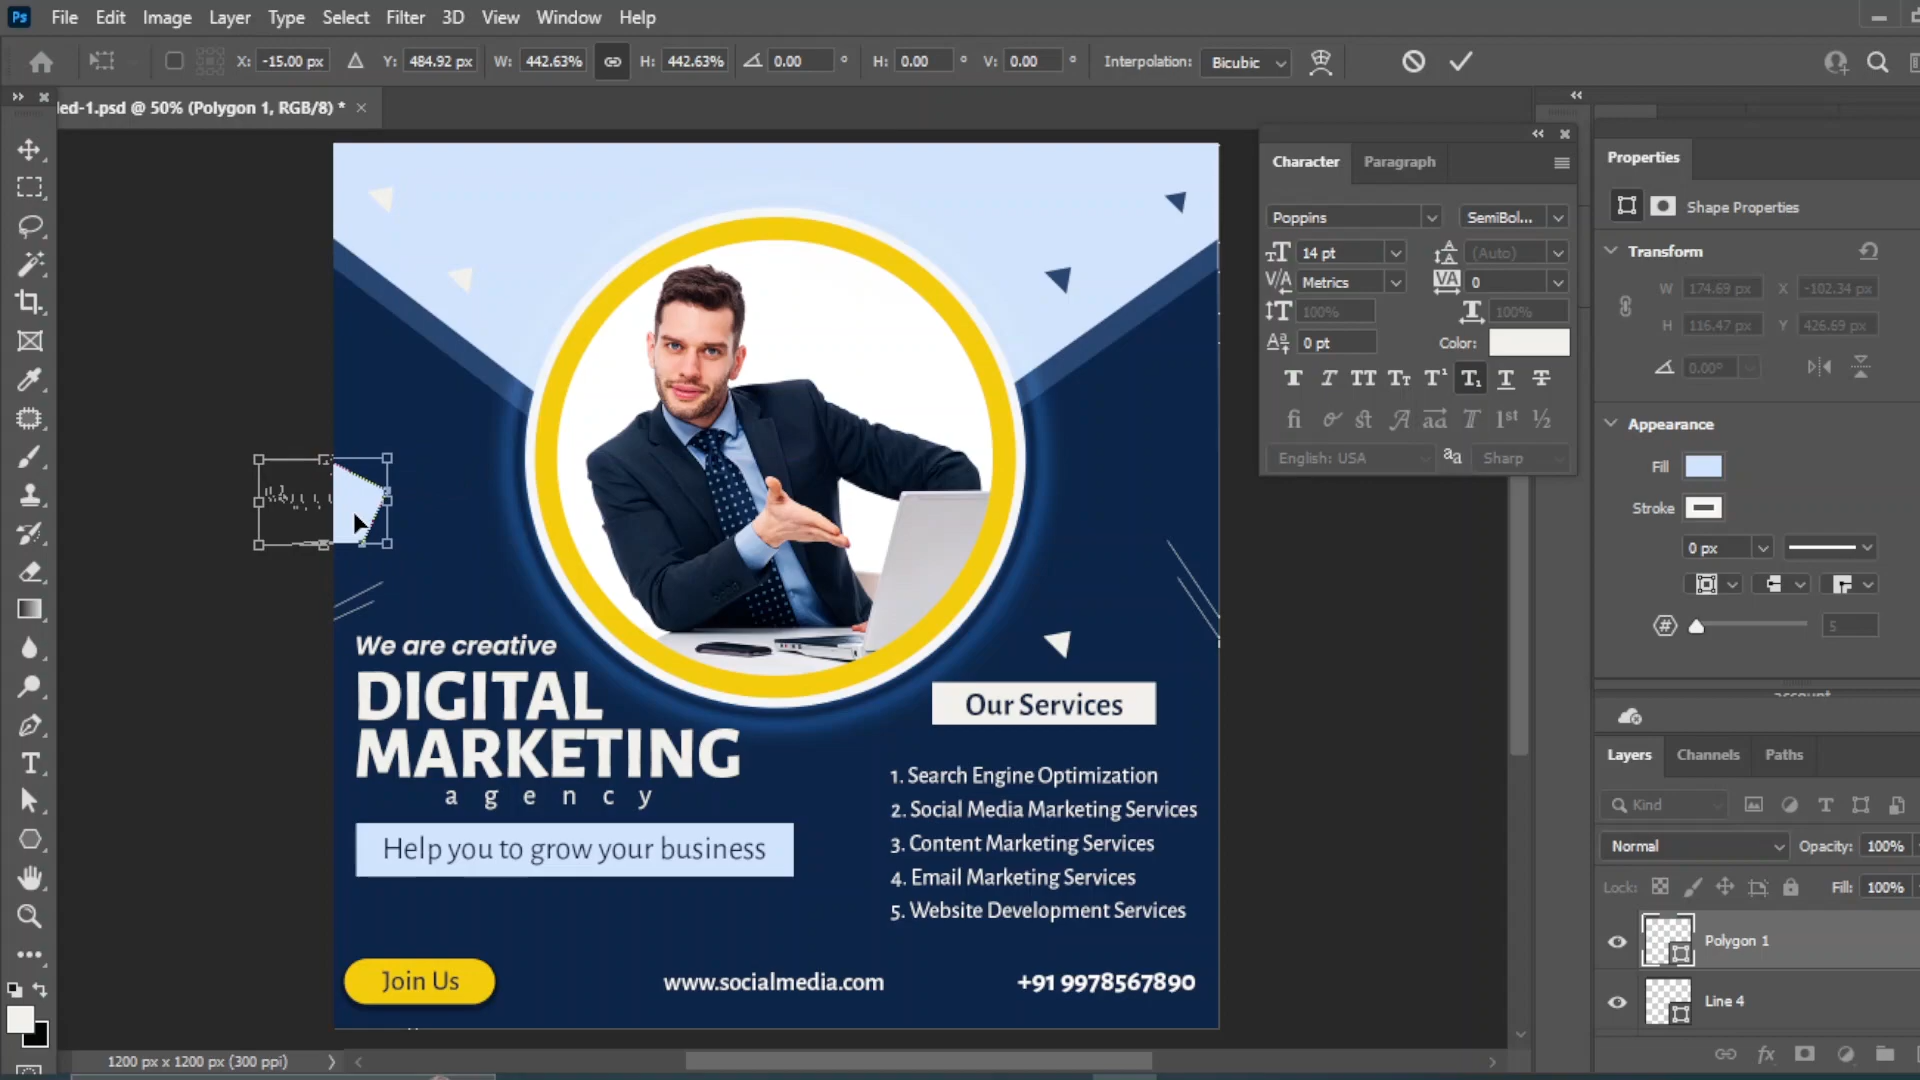 Ps File Edit Image Layer Type Select Filter 3D View Window Help
X: -15.00 px Y: 484.92 px W: 442.63% H: 442.63% 0.00 ° H: 0.00 ° V: 0.00 ° Interpolation: Bicubic
led-1.psd @ 50% (Polygon 1, RGB/8) * ×
Character Paragraph
Poppins SemiBol...
14 pt (Auto)
Metrics 0
100% 100%
0 pt Color:
English: USA aa Sharp
Properties
Shape Properties
Transform
W 174.69 px X -102.34 px
H 116.47 px Y 426.69 px
0.00°
Appearance
Fill
Stroke
0 px
5
Layers Channels Paths
Kind
Normal Opacity: 100%
Lock: Fill: 100%
Polygon 1
Line 4
We are creative
DIGITAL
MARKETING
agency
Help you to grow your business
Our Services
1. Search Engine Optimization
2. Social Media Marketing Services
3. Content Marketing Services
4. Email Marketing Services
5. Website Development Services
Join Us www.socialmedia.com +91 9978567890
1200 px x 1200 px (300 ppi)